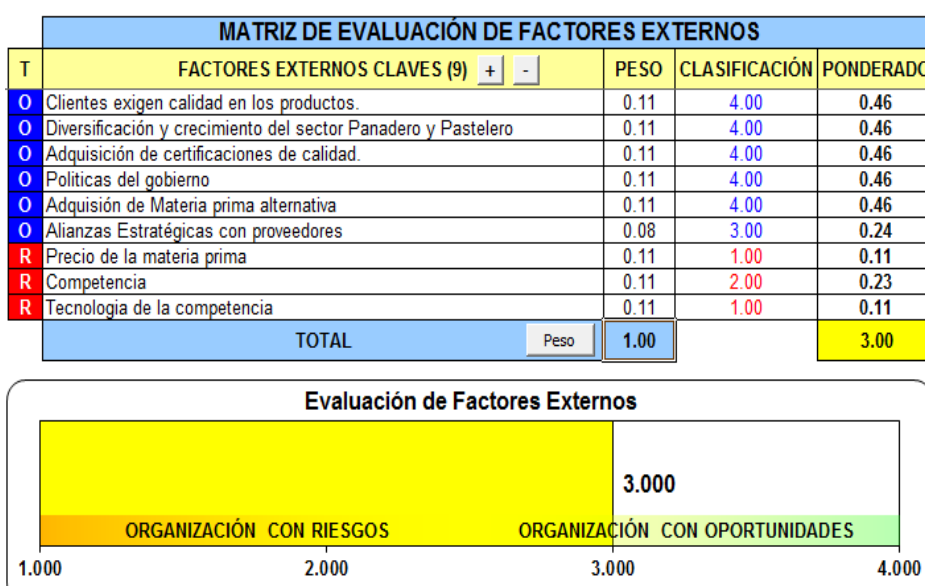 MATRIZ DE EVALUACIÓN DE FACTORES EXTERNOS
T FACTORES EXTERNOS CLAVES (9) + - PESO CLASIFICACIÓN PONDERADO
O Clientes exigen calidad en los productos. 0.11 4.00 0.46
O Diversificación y crecimiento del sector Panadero y Pastelero 0.11 4.00 0.46
O Adquisición de certificaciones de calidad. 0.11 4.00 0.46
O Politicas del gobierno 0.11 4.00 0.46
O Adquisión de Materia prima alternativa 0.11 4.00 0.46
O Alianzas Estratégicas con proveedores 0.08 3.00 0.24
R Precio de la materia prima 0.11 1.00 0.11
R Competencia 0.11 2.00 0.23
R Tecnologia de la competencia 0.11 1.00 0.11
TOTAL Peso 1.00 3.00
Evaluación de Factores Externos
3.000
ORGANIZACIÓN CON RIESGOS ORGANIZACIÓN CON OPORTUNIDADES
1.000 2.000 3.000 4.000